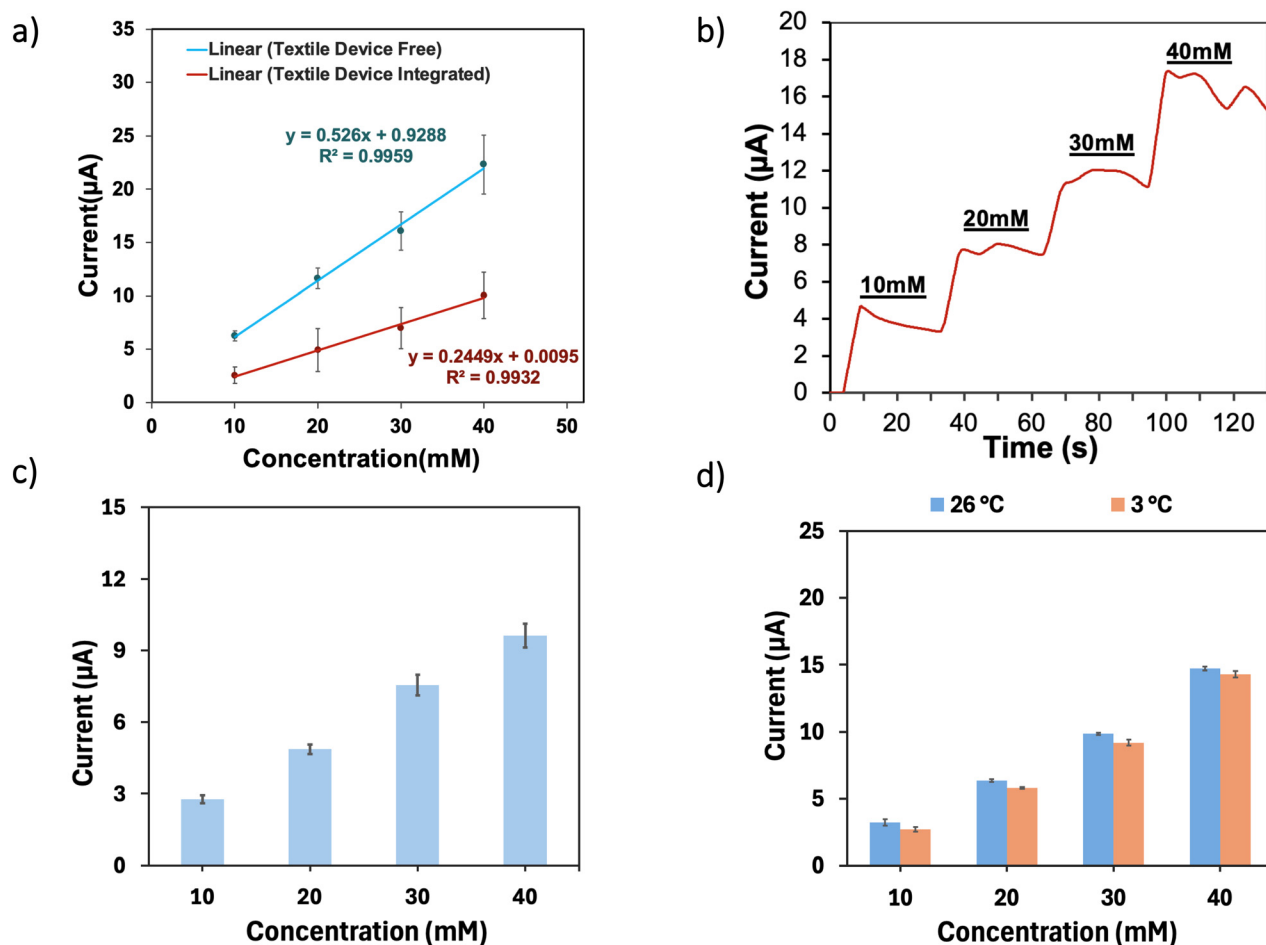 a)
35
30
25
20
15
10
5
0
Current(µA)
Linear (Textile Device Free)
Linear (Textile Device Integrated)
y = 0.526x + 0.9288
R² = 0.9959
y = 0.2449x + 0.0095
R² = 0.9932
0 10 20 30 40 50
Concentration(mM)
b)
20
18
16
14
12
10
8
6
4
2
0
Current (µA)
10mM
20mM
30mM
40mM
0 20 40 60 80 100 120
Time (s)
c)
15
12
9
6
3
0
Current (µA)
10 20 30 40
Concentration (mM)
d)
26 °C 3 °C
25
20
15
10
5
0
Current (µA)
10 20 30 40
Concentration (mM)